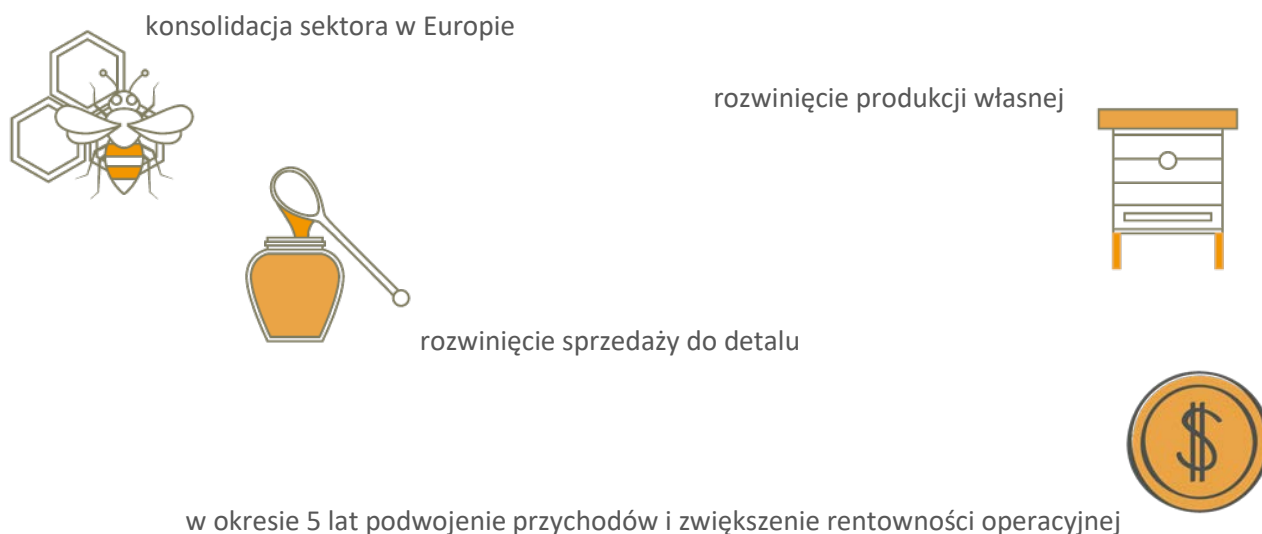 konsolidacja sektora w Europie
rozwinięcie produkcji własnej
rozwinięcie sprzedaży do detalu
w okresie 5 lat podwojenie przychodów i zwiększenie rentowności operacyjnej